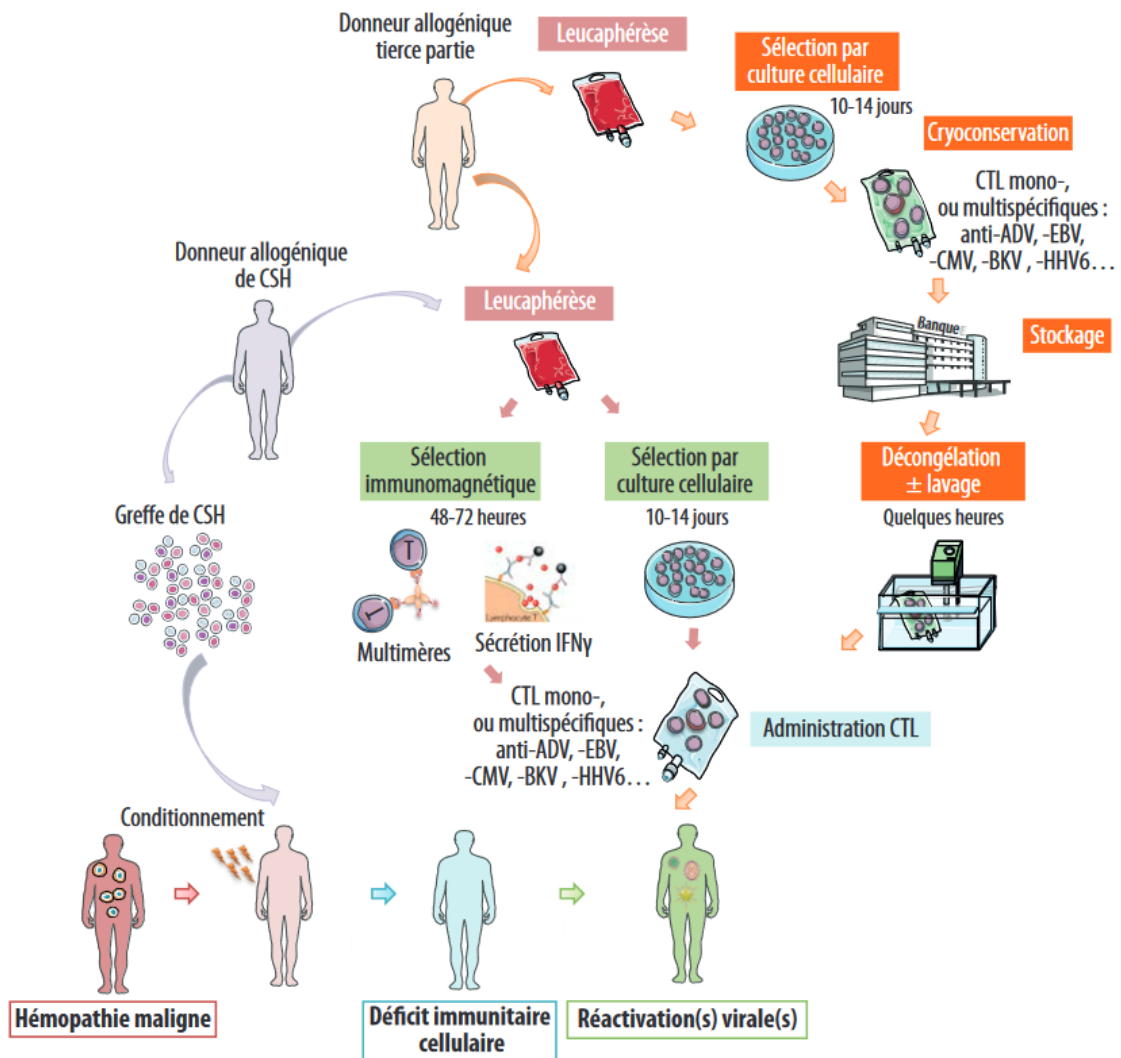 Donneur allogénique
tierce partie
Leucaphérèse
Sélection par
culture cellulaire
10-14 jours
Cryoconservation
CTL mono-,
ou multispécifiques :
anti-ADV, -EBV,
-CMV, -BKV , -HHV6…
Donneur allogénique
de CSH
Leucaphérèse
Banque
Stockage
Sélection
immunomagnétique
48-72 heures
Sélection par
culture cellulaire
10-14 jours
Décongélation
± lavage
Quelques heures
Greffe de CSH
T
T
Lymphocyte T
Multimères
Sécrétion IFNγ
CTL mono-,
ou multispécifiques :
anti-ADV, -EBV,
-CMV, -BKV , -HHV6…
Administration CTL
Conditionnement
Hémopathie maligne
Déficit immunitaire
cellulaire
Réactivation(s) virale(s)